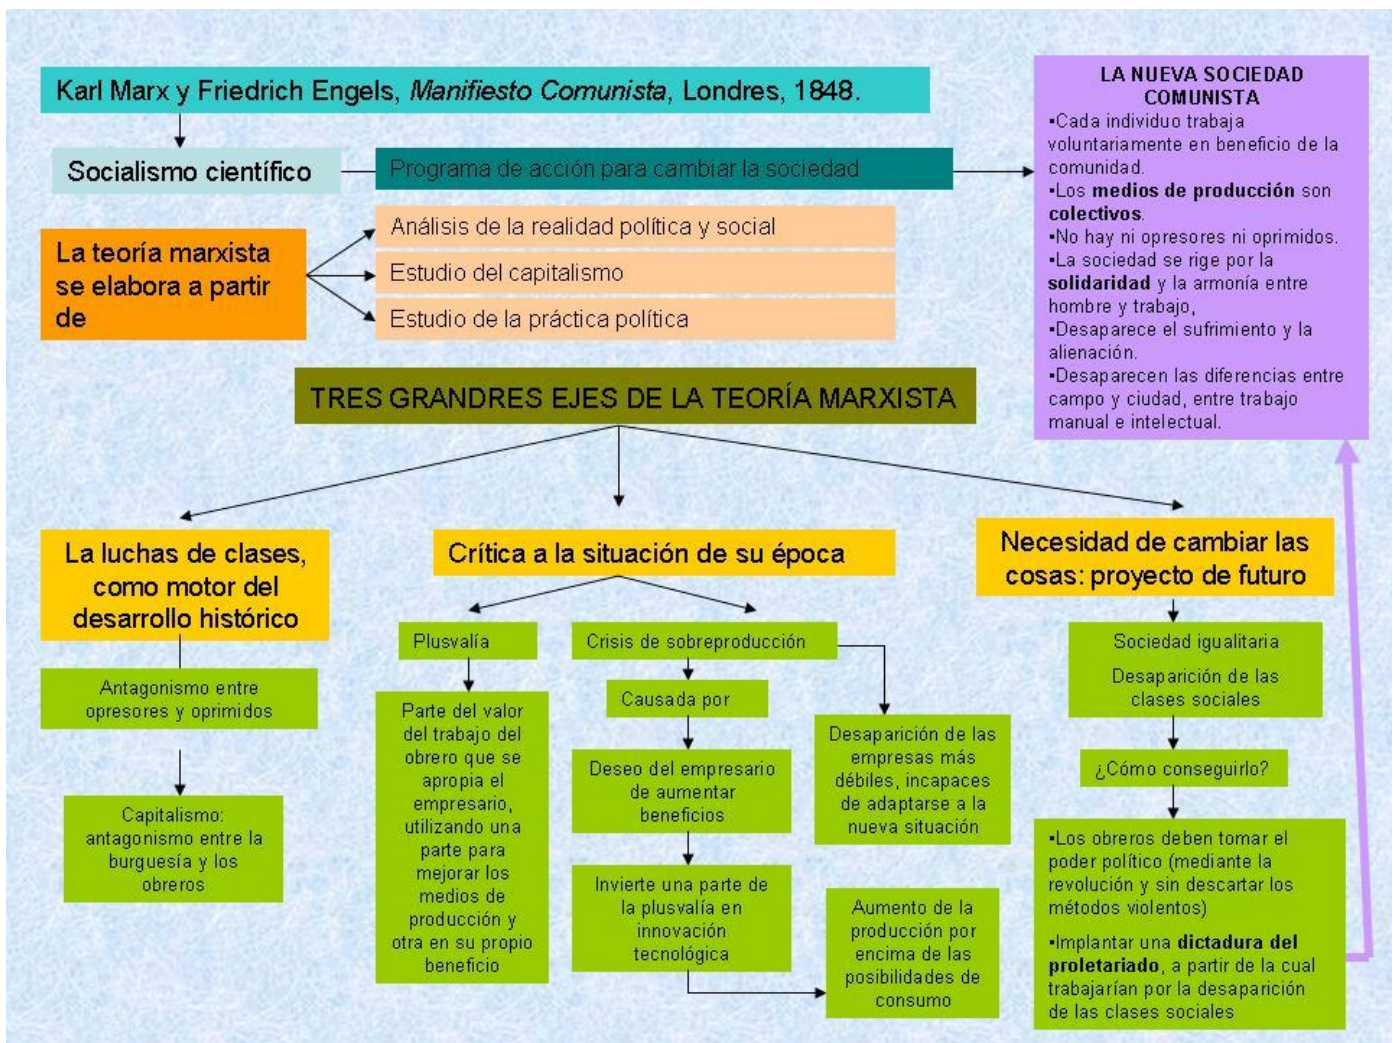 Karl Marx y Friedrich Engels, Manifiesto Comunista, Londres, 1848.
Socialismo científico
Programa de acción para cambiar la sociedad
La teoría marxista
se elabora a partir
de
Análisis de la realidad política y social
Estudio del capitalismo
Estudio de la práctica política
LA NUEVA SOCIEDAD
COMUNISTA
▪Cada individuo trabaja
voluntariamente en beneficio de la
comunidad.
▪Los medios de producción son
colectivos.
▪No hay ni opresores ni oprimidos.
▪La sociedad se rige por la
solidaridad y la armonía entre
hombre y trabajo,
▪Desaparece el sufrimiento y la
alienación.
▪Desaparecen las diferencias entre
campo y ciudad, entre trabajo
manual e intelectual.
TRES GRANDRES EJES DE LA TEORÍA MARXISTA
La luchas de clases,
como motor del
desarrollo histórico
Antagonismo entre
opresores y oprimidos
Capitalismo:
antagonismo entre la
burguesía y los
obreros
Crítica a la situación de su época
Plusvalía
Parte del valor
del trabajo del
obrero que se
apropia el
empresario,
utilizando una
parte para
mejorar los
medios de
producción y
otra en su propio
beneficio
Crisis de sobreproducción
Causada por
Deseo del empresario
de aumentar
beneficios
Invierte una parte de
la plusvalía en
innovación
tecnológica
Desaparición de las
empresas más
débiles, incapaces
de adaptarse a la
nueva situación
Aumento de la
producción por
encima de las
posibilidades de
consumo
Necesidad de cambiar las
cosas: proyecto de futuro
Sociedad igualitaria
Desaparición de las
clases sociales
¿Cómo conseguirlo?
▪Los obreros deben tomar el
poder político (mediante la
revolución y sin descartar los
métodos violentos)
▪Implantar una dictadura del
proletariado, a partir de la cual
trabajarían por la desaparición
de las clases sociales